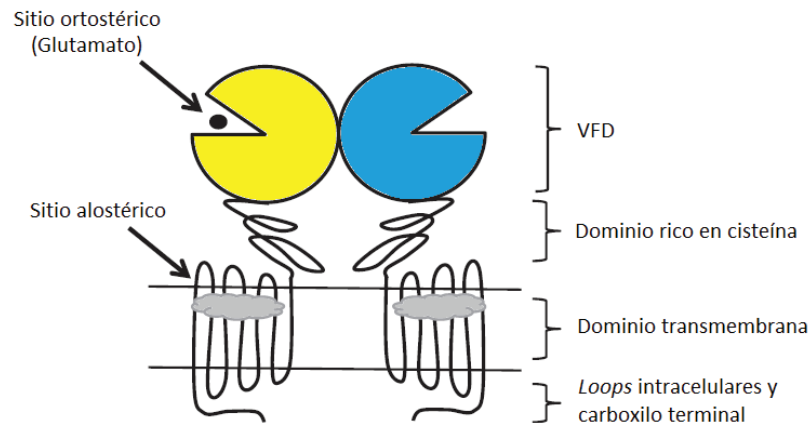 Sitio ortostérico
(Glutamato)
VFD
Sitio alostérico
Dominio rico en cisteína
Dominio transmembrana
Loops intracelulares y
carboxilo terminal